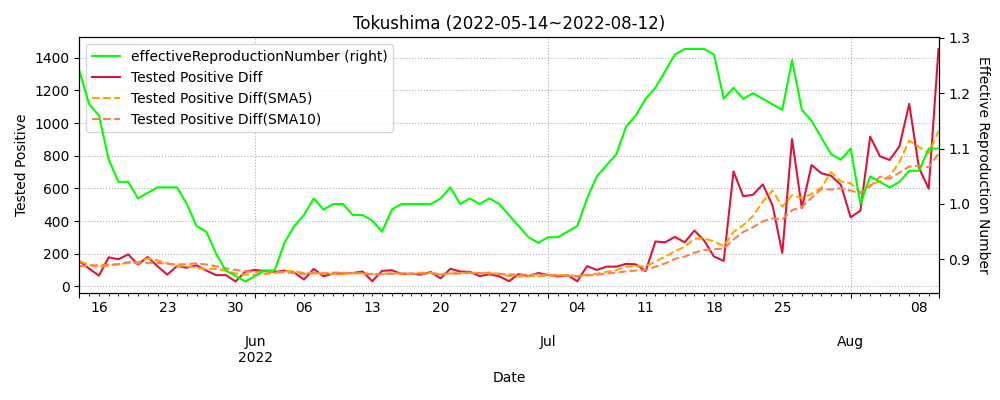 Tokushima (2022-05-14~2022-08-12)
effectiveReproductionNumber (right)
Tested Positive Diff
Tested Positive Diff(SMA5)
Tested Positive Diff(SMA10)
Tested Positive
1400
1200
1000
800
600
400
200
0
1.3
1.2
1.1
1.0
0.9
Effective Reproduction Number
16 23 30 06 13 20 27 04 11 18 25 08
Jun Jul Aug
2022
Date